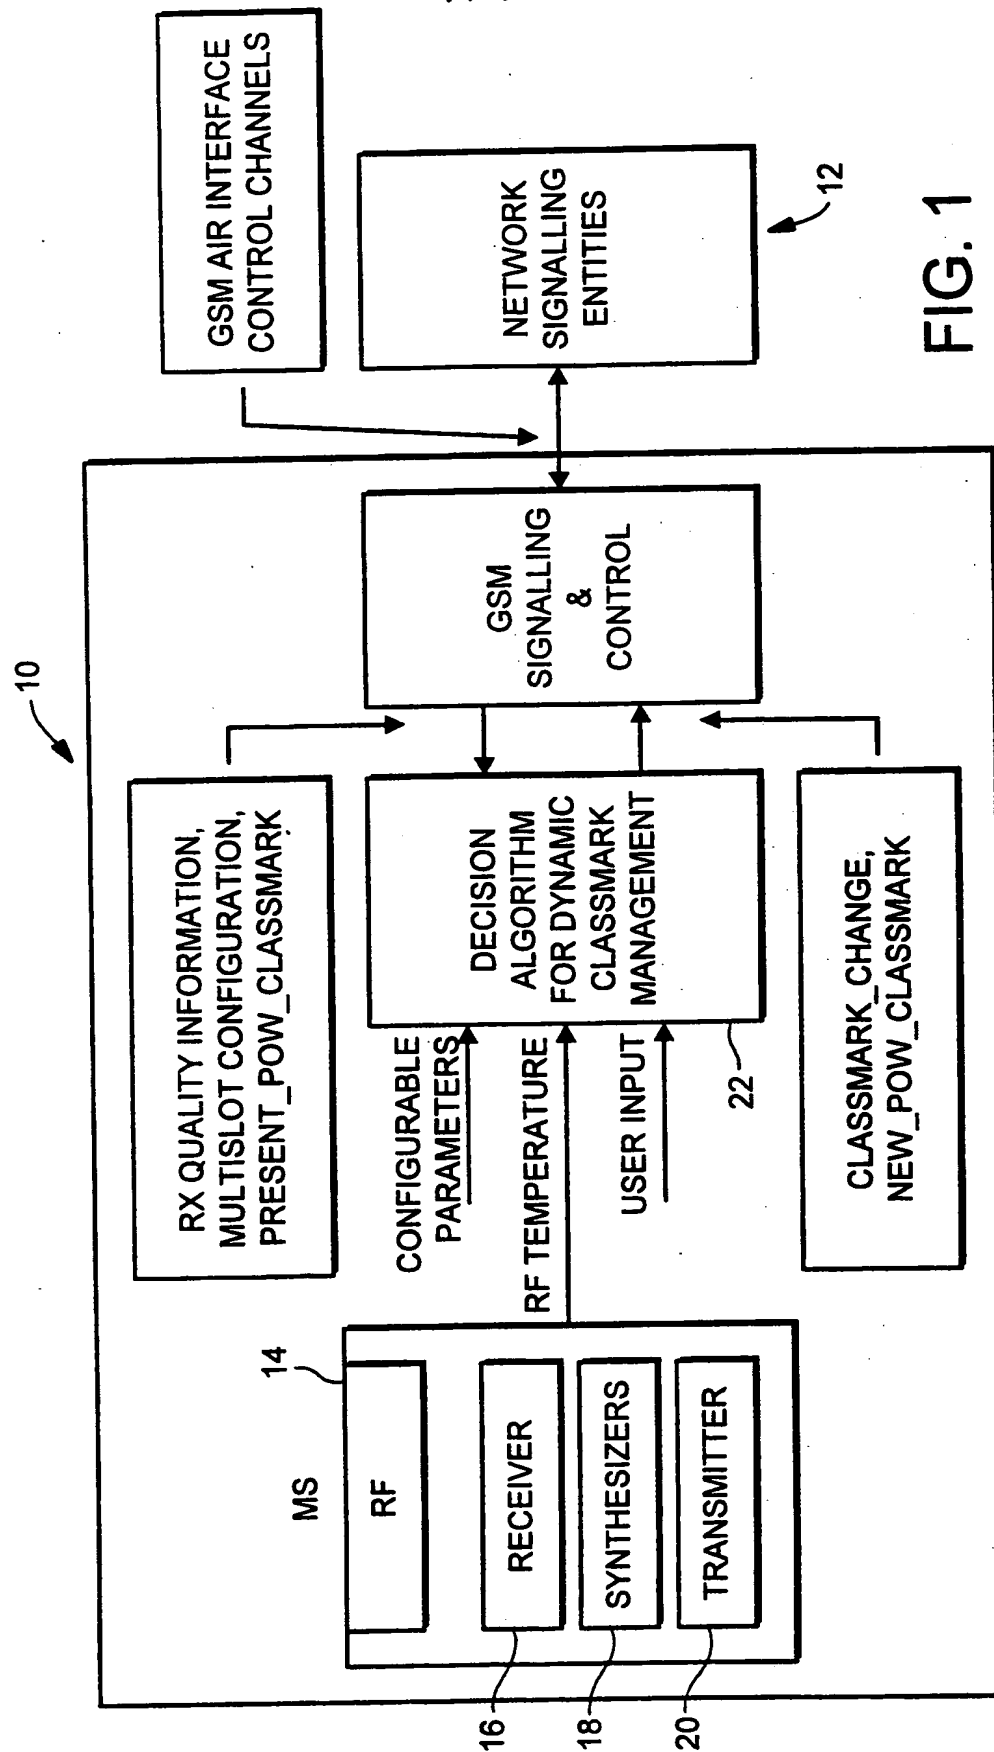 10
RX QUALITY INFORMATION,
MULTISLOT CONFIGURATION,
PRESENT_POW_CLASSMARK
GSM AIR INTERFACE
CONTROL CHANNELS
MS
14
RF
RECEIVER
SYNTHESIZERS
TRANSMITTER
16
18
20
CONFIGURABLE
PARAMETERS
RF TEMPERATURE
USER INPUT
DECISION
ALGORITHM
FOR DYNAMIC
CLASSMARK
MANAGEMENT
22
GSM
SIGNALLING
&
CONTROL
NETWORK
SIGNALLING
ENTITIES
12
CLASSMARK_CHANGE,
NEW_POW_CLASSMARK
FIG. 1